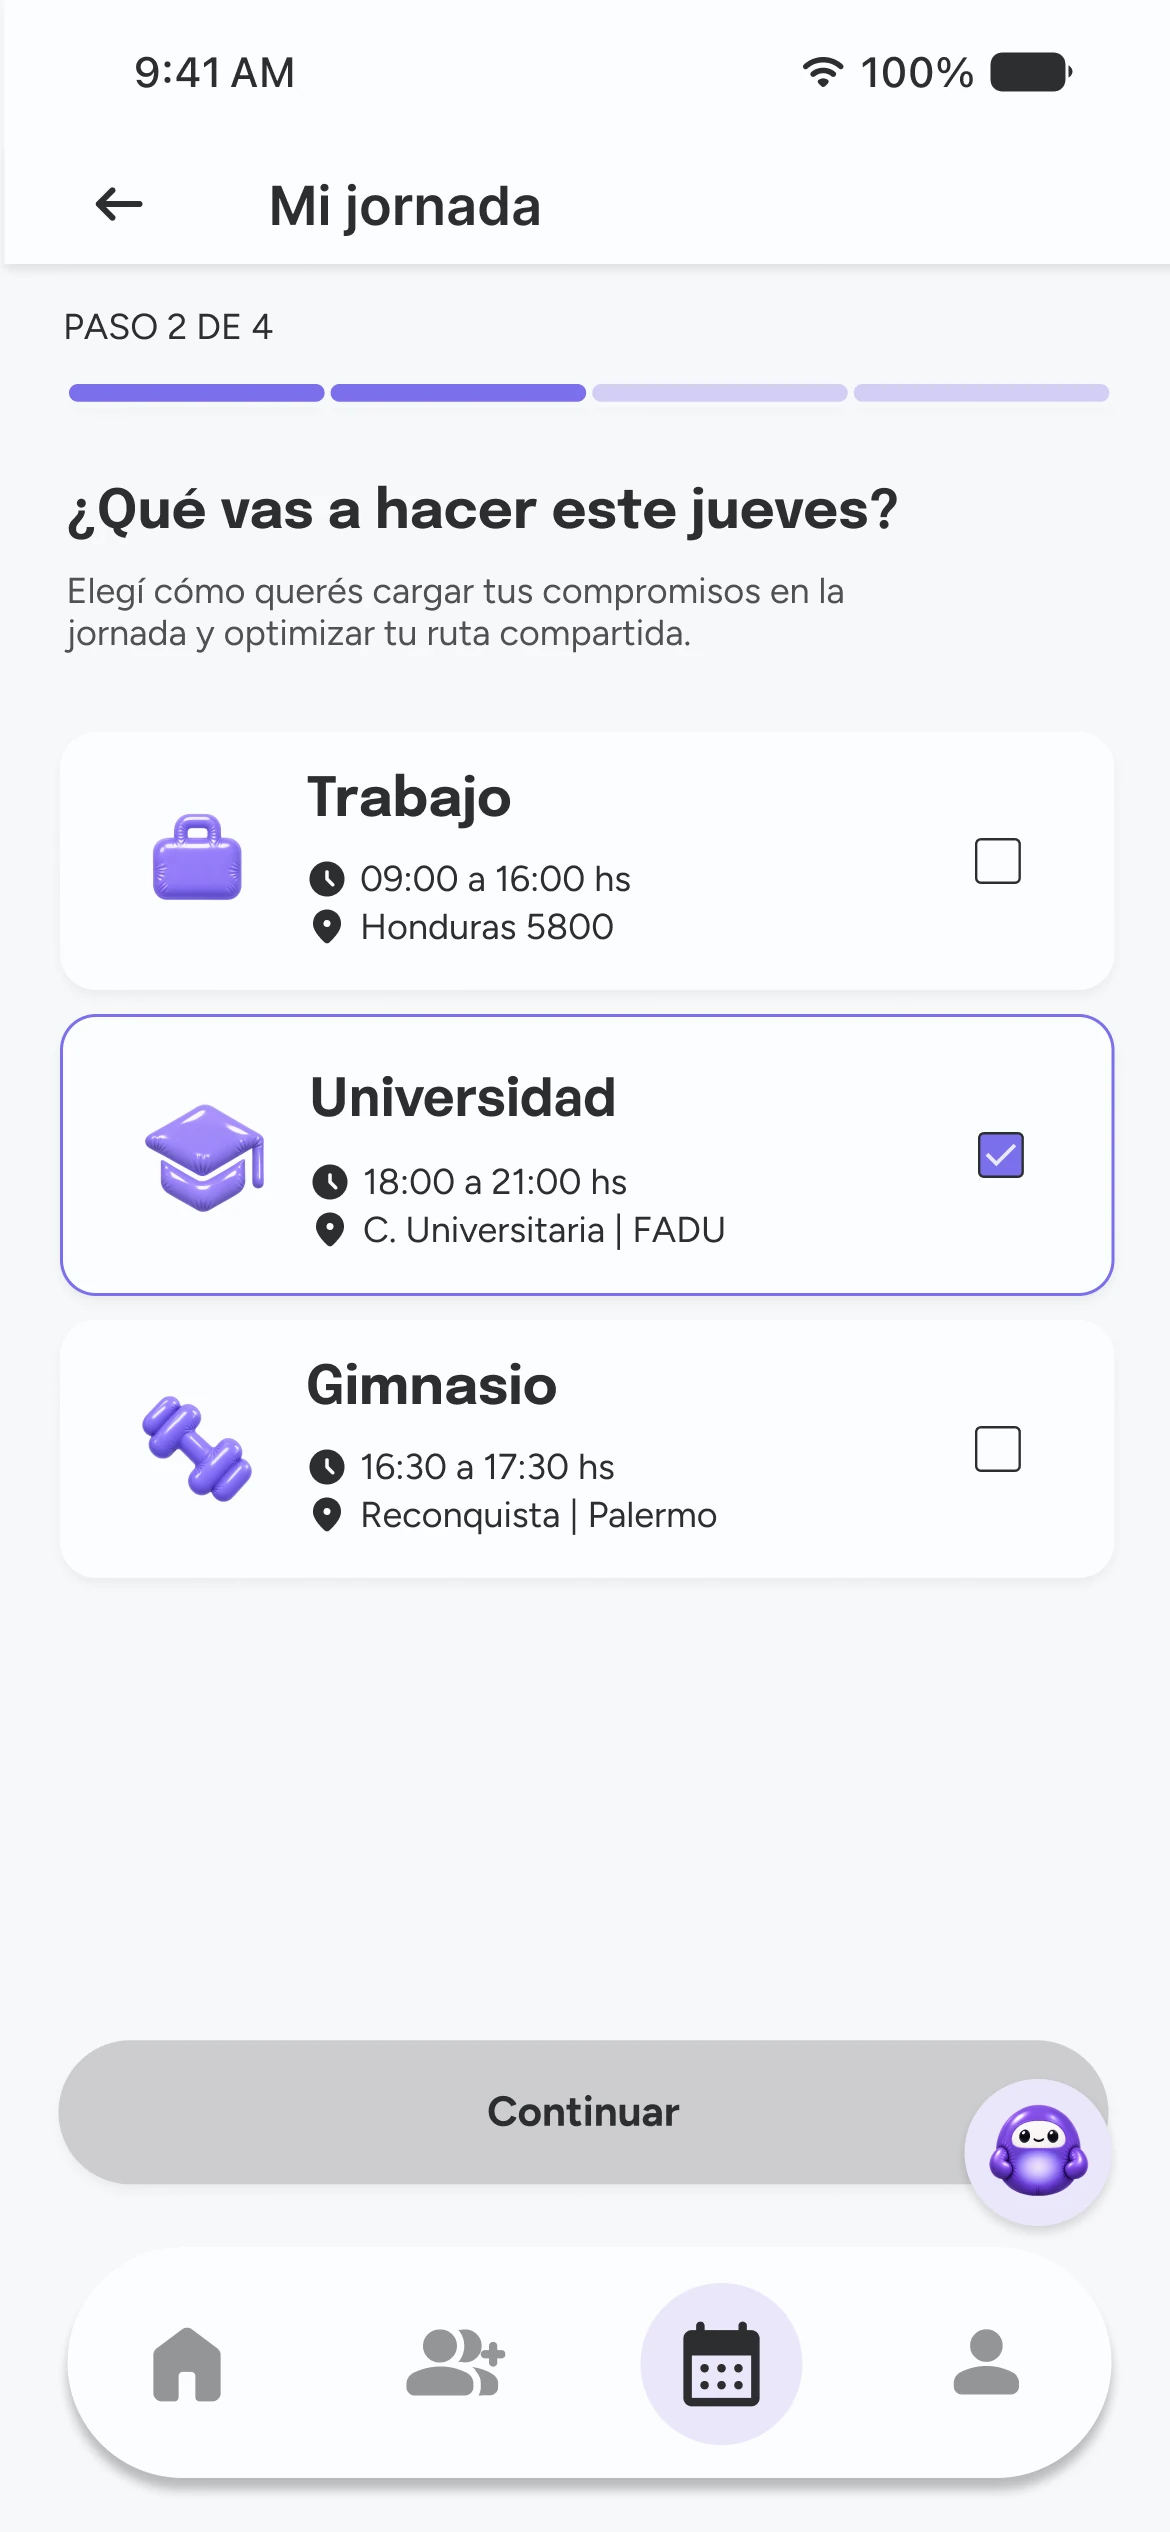 9:41 AM
100%
Mi jornada
PASO 2 DE 4
¿Qué vas a hacer este jueves?
Elegí cómo querés cargar tus compromisos en la
jornada y optimizar tu ruta compartida.
Trabajo
09:00 a 16:00 hs
Honduras 5800
Universidad
18:00 a 21:00 hs
C. Universitaria | FADU
Gimnasio
16:30 a 17:30 hs
Reconquista | Palermo
Continuar